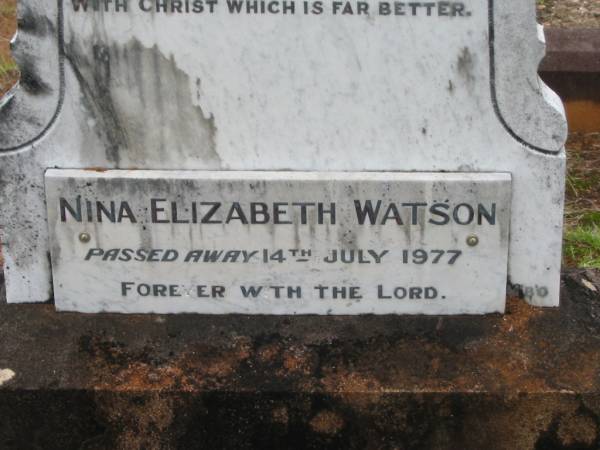 WITH CHRIST WHICH IS FAR BETTER.
NINA ELIZABETH WATSON
PASSED AWAY 14TH JULY 1977
FOREVER WITH THE LORD.